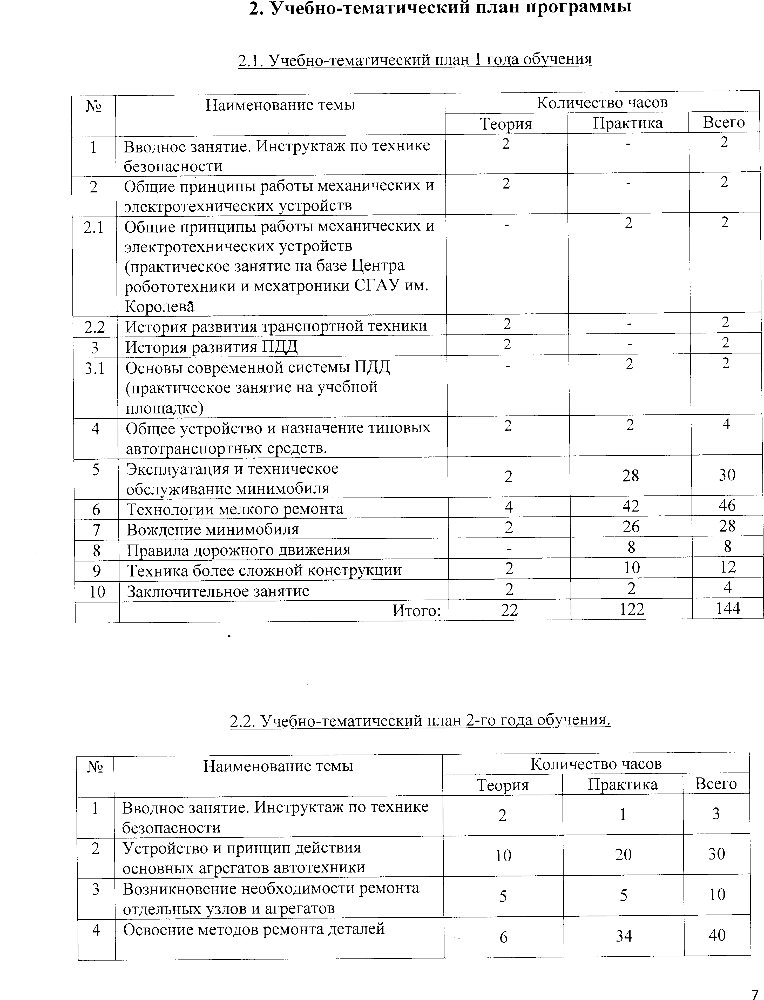 2. Учебно-тематический план программы
2.1. Учебно-тематический план 1 года обучения
№ Наименование темы Количество часов
Теория Практика Всего
1 Вводное занятие. Инструктаж по технике 2 - 2
безопасности
2 Общие принципы работы механических и 2 - 2
электротехнических устройств
2.1 Общие принципы работы механических и - 2 2
электротехнических устройств
(практическое занятие на базе Центра
робототехники и мехатроники СГАУ им.
Королева
2.2 История развития транспортной техники 2 - 2
3 История развития ПДД 2 - 2
3.1 Основы современной системы ПДД - 2 2
(практическое занятие на учебной
площадке)
4 Общее устройство и назначение типовых 2 2 4
автотранспортных средств.
5 Эксплуатация и техническое 2 28 30
обслуживание минимобиля
6 Технологии мелкого ремонта 4 42 46
7 Вождение минимобиля 2 26 28
8 Правила дорожного движения - 8 8
9 Техника более сложной конструкции 2 10 12
10 Заключительное занятие 2 2 4
Итого: 22 122 144
2.2. Учебно-тематический план 2-го года обучения.
№ Наименование темы Количество часов
Теория Практика Всего
1 Вводное занятие. Инструктаж по технике 2 1 3
безопасности
2 Устройство и принцип действия 10 20 30
основных агрегатов автотехники
3 Возникновение необходимости ремонта 5 5 10
отдельных узлов и агрегатов
4 Освоение методов ремонта деталей 6 34 40
7